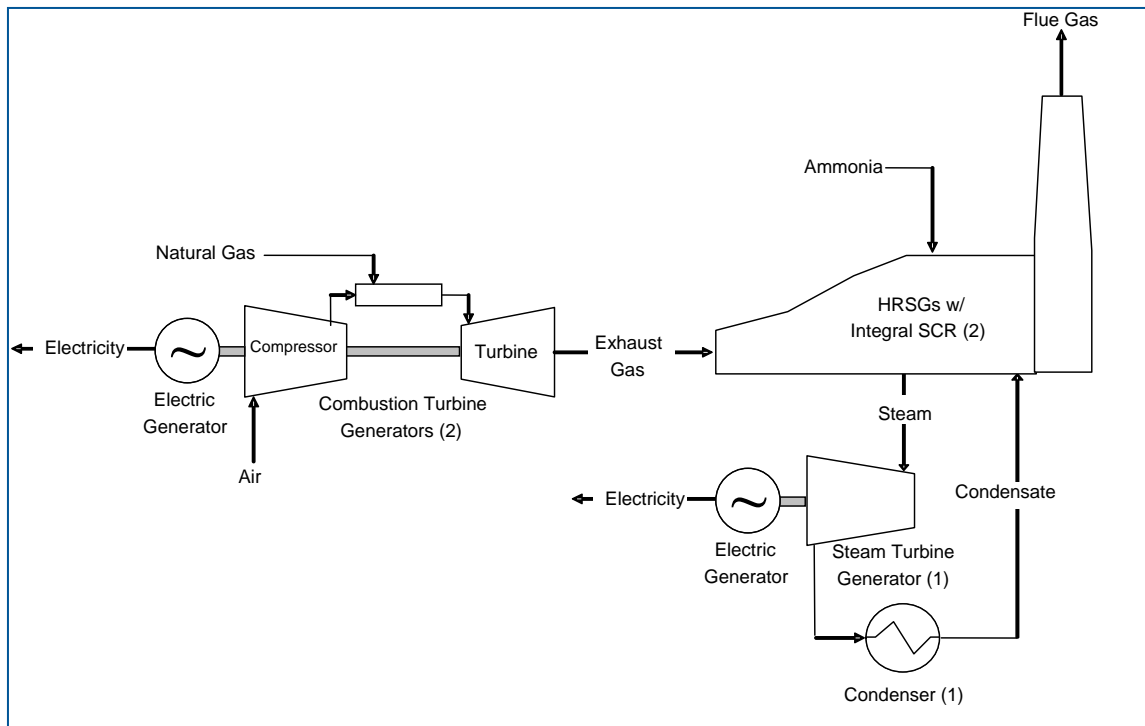 Flue Gas
Ammonia
Natural Gas
HRSGs w/
Integral SCR (2)
Electricity
~
Compressor
Turbine
Exhaust
Gas
Electric
Generator
Combustion Turbine
Generators (2)
Air
Steam
Condensate
Electricity
~
Electric
Generator
Steam Turbine
Generator (1)
Condenser (1)